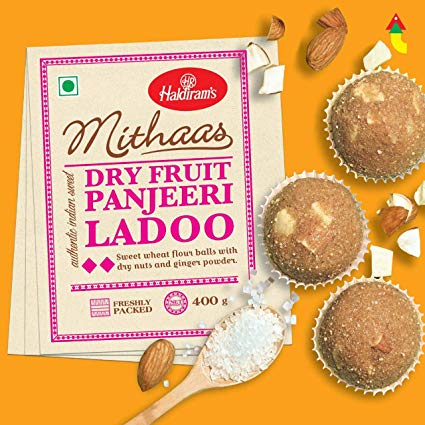 HR
Haldiram's
Mithaas
authentic indian sweet
DRY FRUIT
PANJEERI
LADOO
Sweet wheat flour balls with
dry nuts and ginger powder.
FRESHLY
PACKED
400 g